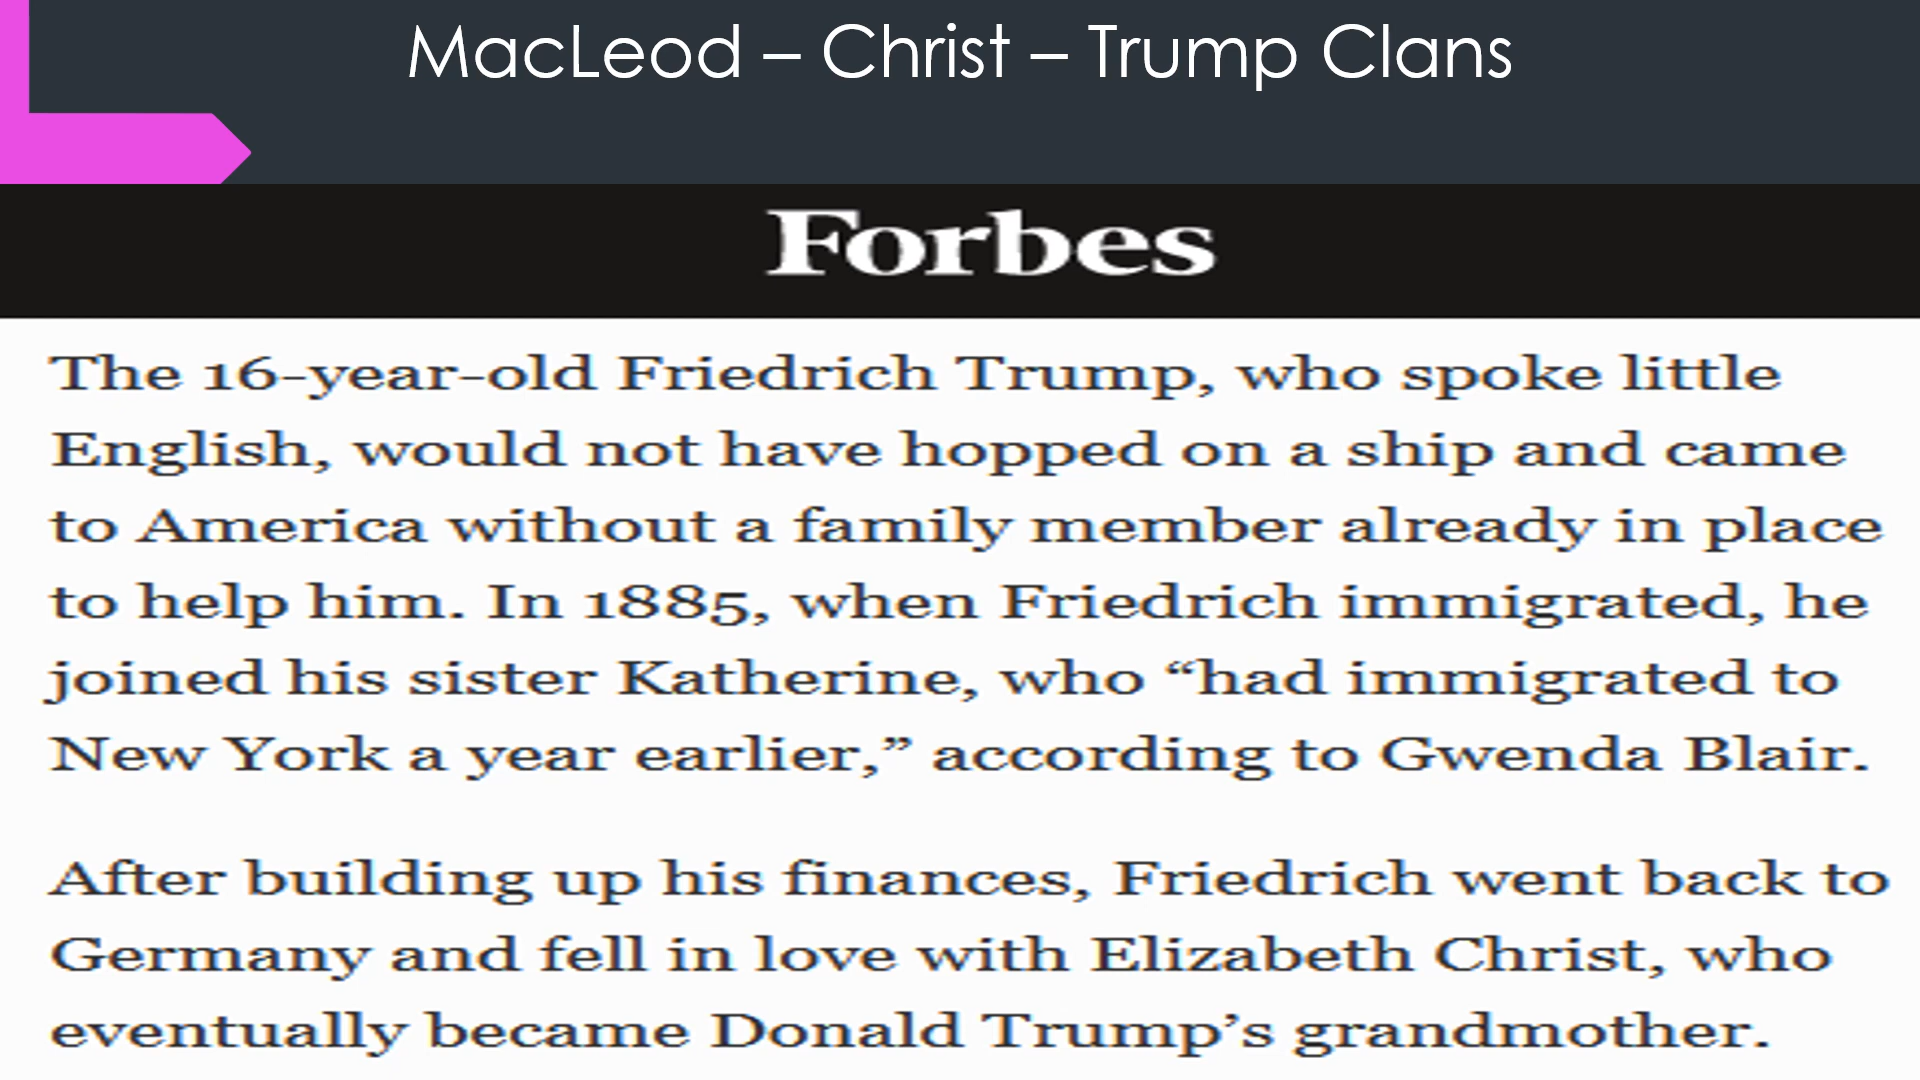 MacLeod – Christ – Trump Clans
Forbes
The 16-year-old Friedrich Trump, who spoke little
English, would not have hopped on a ship and came
to America without a family member already in place
to help him. In 1885, when Friedrich immigrated, he
joined his sister Katherine, who “had immigrated to
New York a year earlier,” according to Gwenda Blair.
After building up his finances, Friedrich went back to
Germany and fell in love with Elizabeth Christ, who
eventually became Donald Trump’s grandmother.